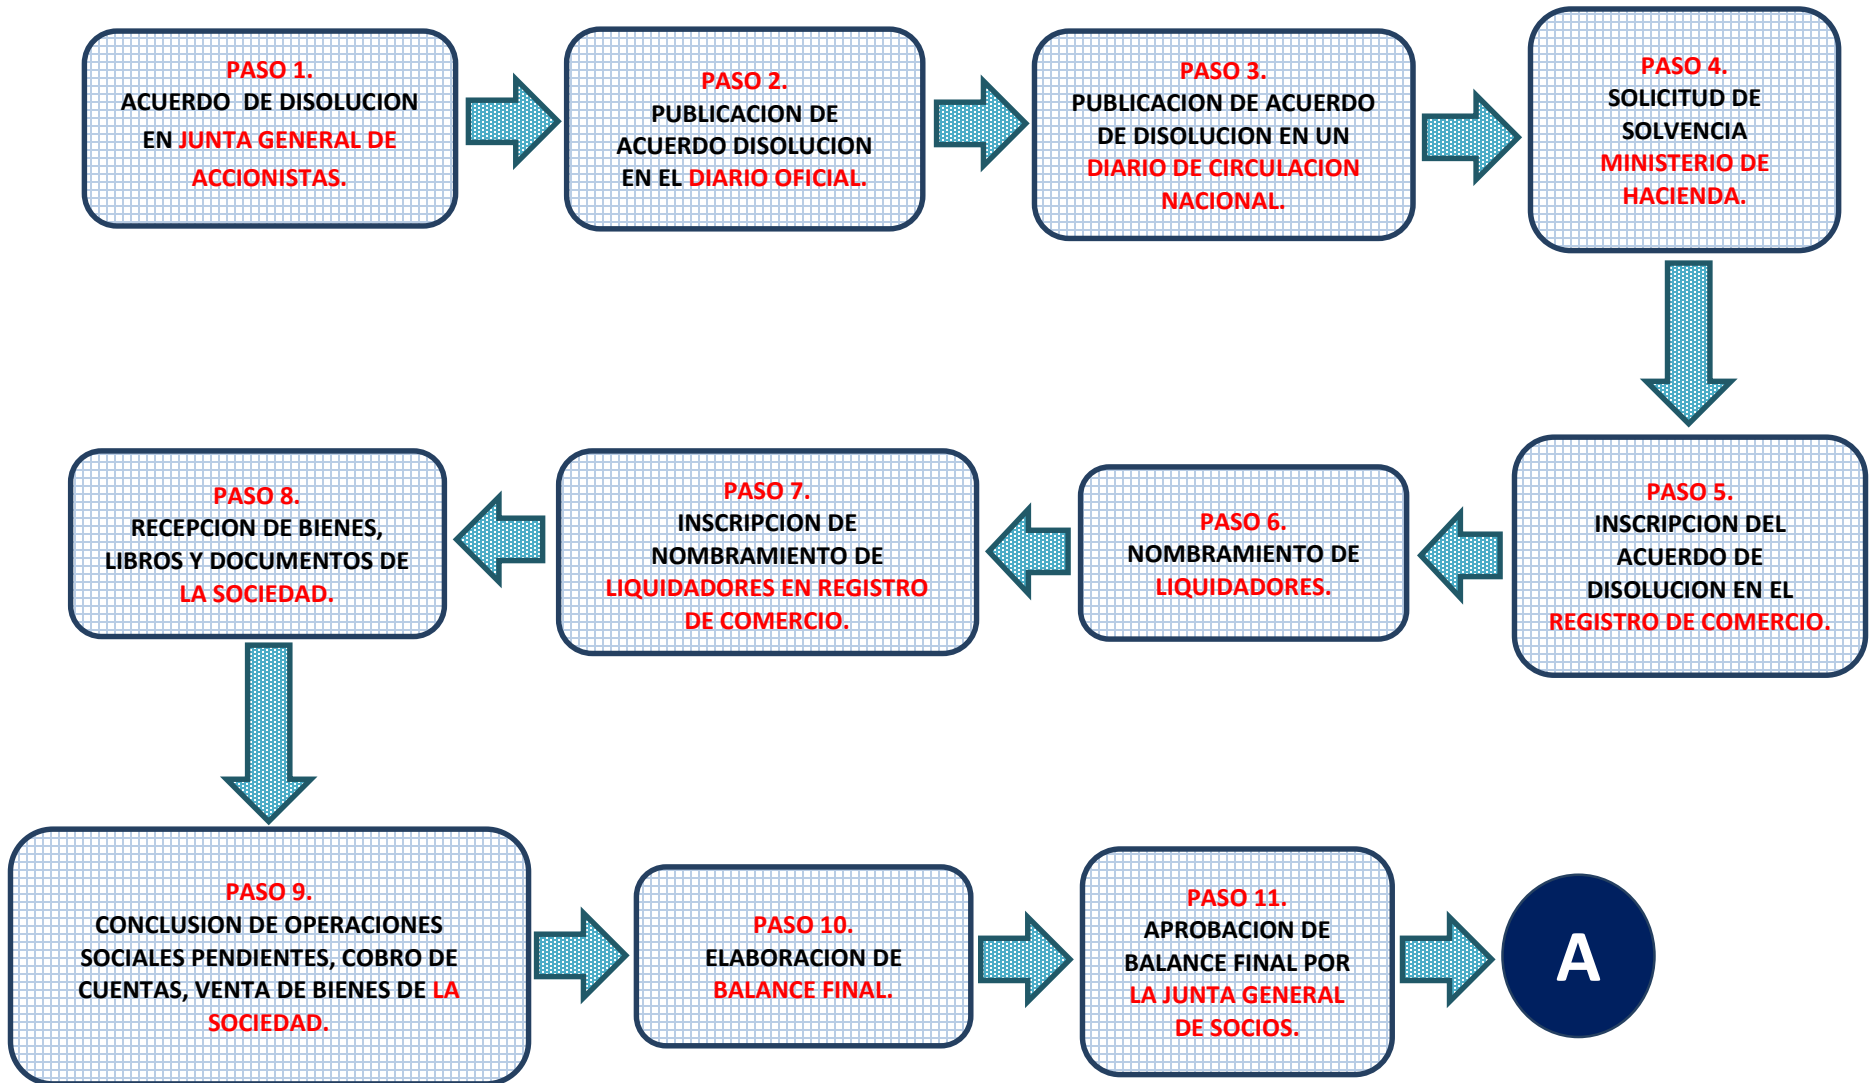 PASO 1.
ACUERDO DE DISOLUCION
EN JUNTA GENERAL DE
ACCIONISTAS.
PASO 2.
PUBLICACION DE
ACUERDO DISOLUCION
EN EL DIARIO OFICIAL.
PASO 3.
PUBLICACION DE ACUERDO
DE DISOLUCION EN UN
DIARIO DE CIRCULACION
NACIONAL.
PASO 4.
SOLICITUD DE
SOLVENCIA
MINISTERIO DE
HACIENDA.
PASO 5.
INSCRIPCION DEL
ACUERDO DE
DISOLUCION EN EL
REGISTRO DE COMERCIO.
PASO 6.
NOMBRAMIENTO DE
LIQUIDADORES.
PASO 7.
INSCRIPCION DE
NOMBRAMIENTO DE
LIQUIDADORES EN REGISTRO
DE COMERCIO.
PASO 8.
RECEPCION DE BIENES,
LIBROS Y DOCUMENTOS DE
LA SOCIEDAD.
PASO 9.
CONCLUSION DE OPERACIONES
SOCIALES PENDIENTES, COBRO DE
CUENTAS, VENTA DE BIENES DE LA
SOCIEDAD.
PASO 10.
ELABORACION DE
BALANCE FINAL.
PASO 11.
APROBACION DE
BALANCE FINAL POR
LA JUNTA GENERAL
DE SOCIOS.
A